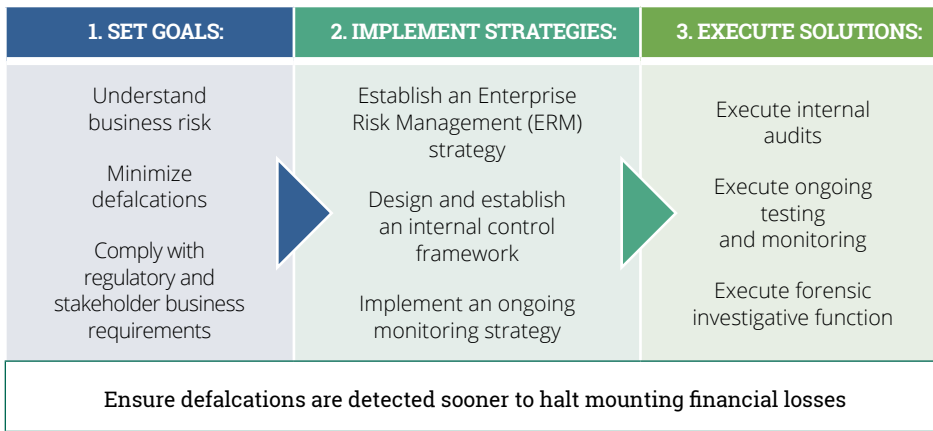 1. SET GOALS:
Understand
business risk
Minimize
defalcations
Comply with
regulatory and
stakeholder business
requirements
2. IMPLEMENT STRATEGIES:
Establish an Enterprise
Risk Management (ERM)
strategy
Design and establish
an internal control
framework
Implement an ongoing
monitoring strategy
3. EXECUTE SOLUTIONS:
Execute internal
audits
Execute ongoing
testing
and monitoring
Execute forensic
investigative function
Ensure defalcations are detected sooner to halt mounting financial losses